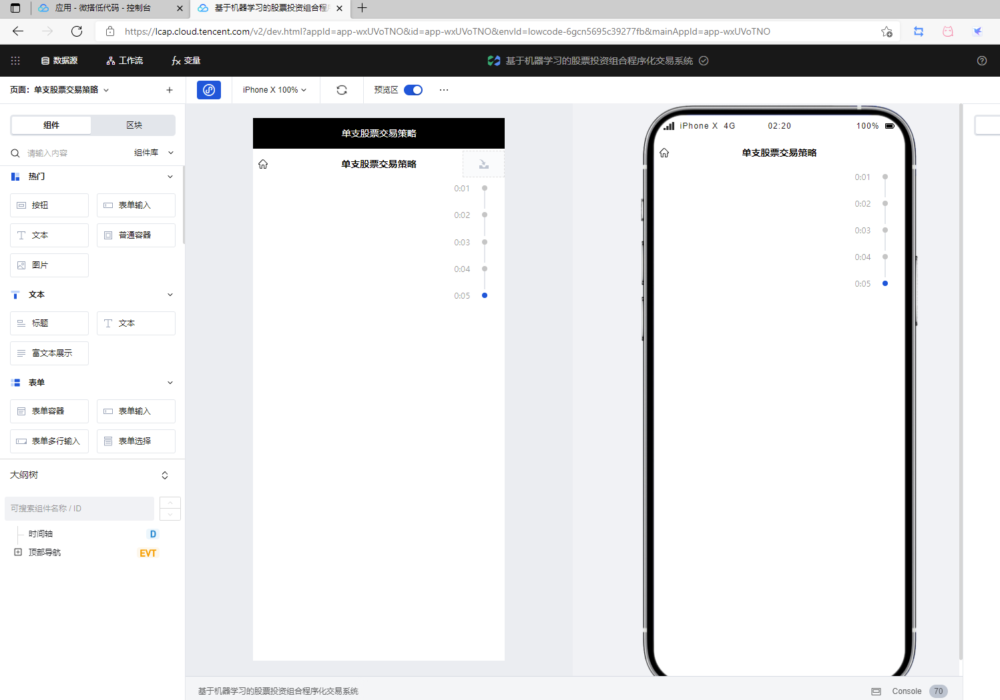 应用 - 微搭低代码 - 控制台
基于机器学习的股票投资组合程序
https://lcap.cloud.tencent.com/v2/dev.html?appId=app-wxUVoTNO&id=app-wxUVoTNO&envId=lowcode-6gcn5695c39277fb&mainAppId=app-wxUVoTNO
数据源 工作流 fx 变量
基于机器学习的股票投资组合程序化交易系统
页面：单支股票交易策略
iPhone X 100%
预览区
组件 区块
请输入内容 组件库
热门
按钮 表单输入
文本 普通容器
图片
文本
标题 文本
富文本展示
表单
表单容器 表单输入
表单多行输入 表单选择
大纲树
可搜索组件名称 / ID
时间轴 D
顶部导航 EVT
单支股票交易策略
单支股票交易策略
0:01
0:02
0:03
0:04
0:05
iPhone X 4G 02:20 100%
单支股票交易策略
0:01
0:02
0:03
0:04
0:05
基于机器学习的股票投资组合程序化交易系统
Console 70